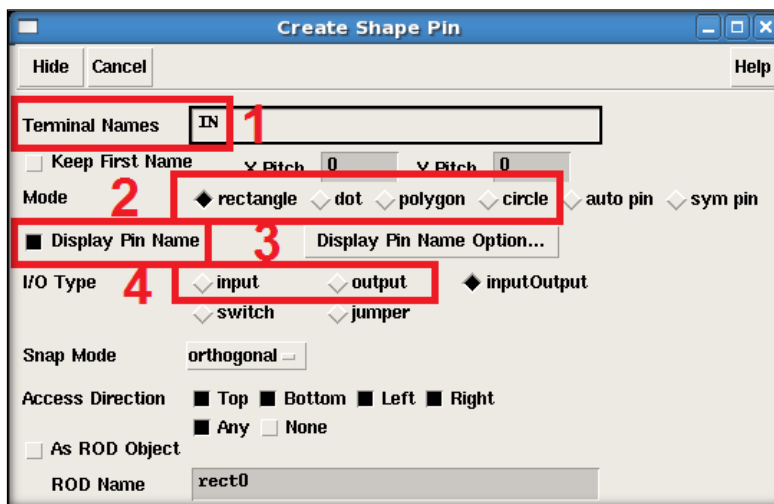 Create Shape Pin
Hide Cancel Help
Terminal Names IN 1
Keep First Name X Pitch 0 Y Pitch 0
2
Mode rectangle dot polygon circle auto pin sym pin
Display Pin Name 3 Display Pin Name Option...
I/O Type 4 input output inputOutput
switch jumper
Snap Mode orthogonal
Access Direction Top Bottom Left Right
Any None
As ROD Object
ROD Name rect0